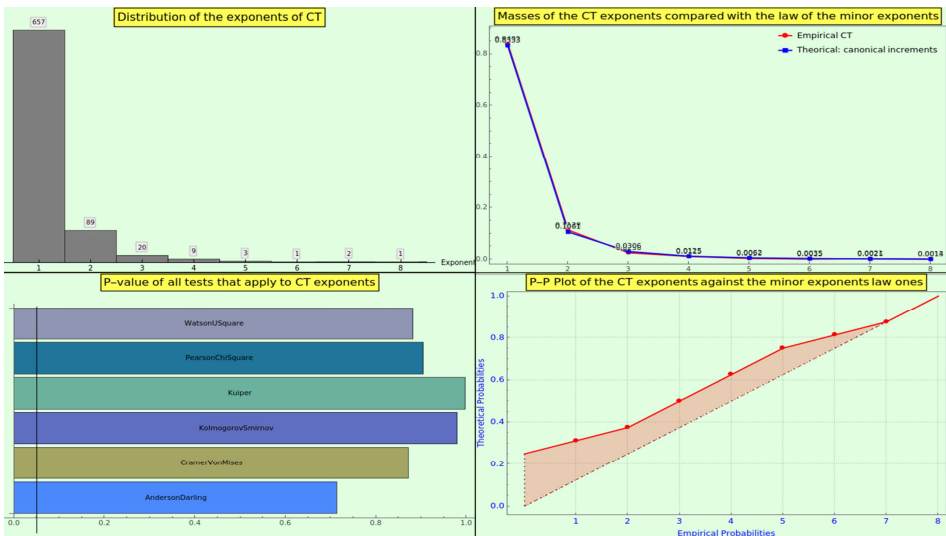 Distribution of the exponents of CT
657
89
20
9
3
1
2
1
1 2 3 4 5 6 7 8
Exponent
Masses of the CT exponents compared with the law of the minor exponents
Empirical CT
Theorical: canonical increments
0.8
0.6
0.4
0.2
0.0
0.8333
0.1061
0.0306
0.0125
0.0062
0.0035
0.0021
0.0014
1 2 3 4 5 6 7 8
P-value of all tests that apply to CT exponents
WatsonUSquare
PearsonChiSquare
Kuiper
KolmogorovSmirnov
CramerVonMises
AndersonDarling
0.0 0.2 0.4 0.6 0.8 1.0
P-P Plot of the CT exponents against the minor exponents law ones
Theoretical Probabilities
1.0
0.8
0.6
0.4
0.2
0.0
1 2 3 4 5 6 7 8
Empirical Probabilities